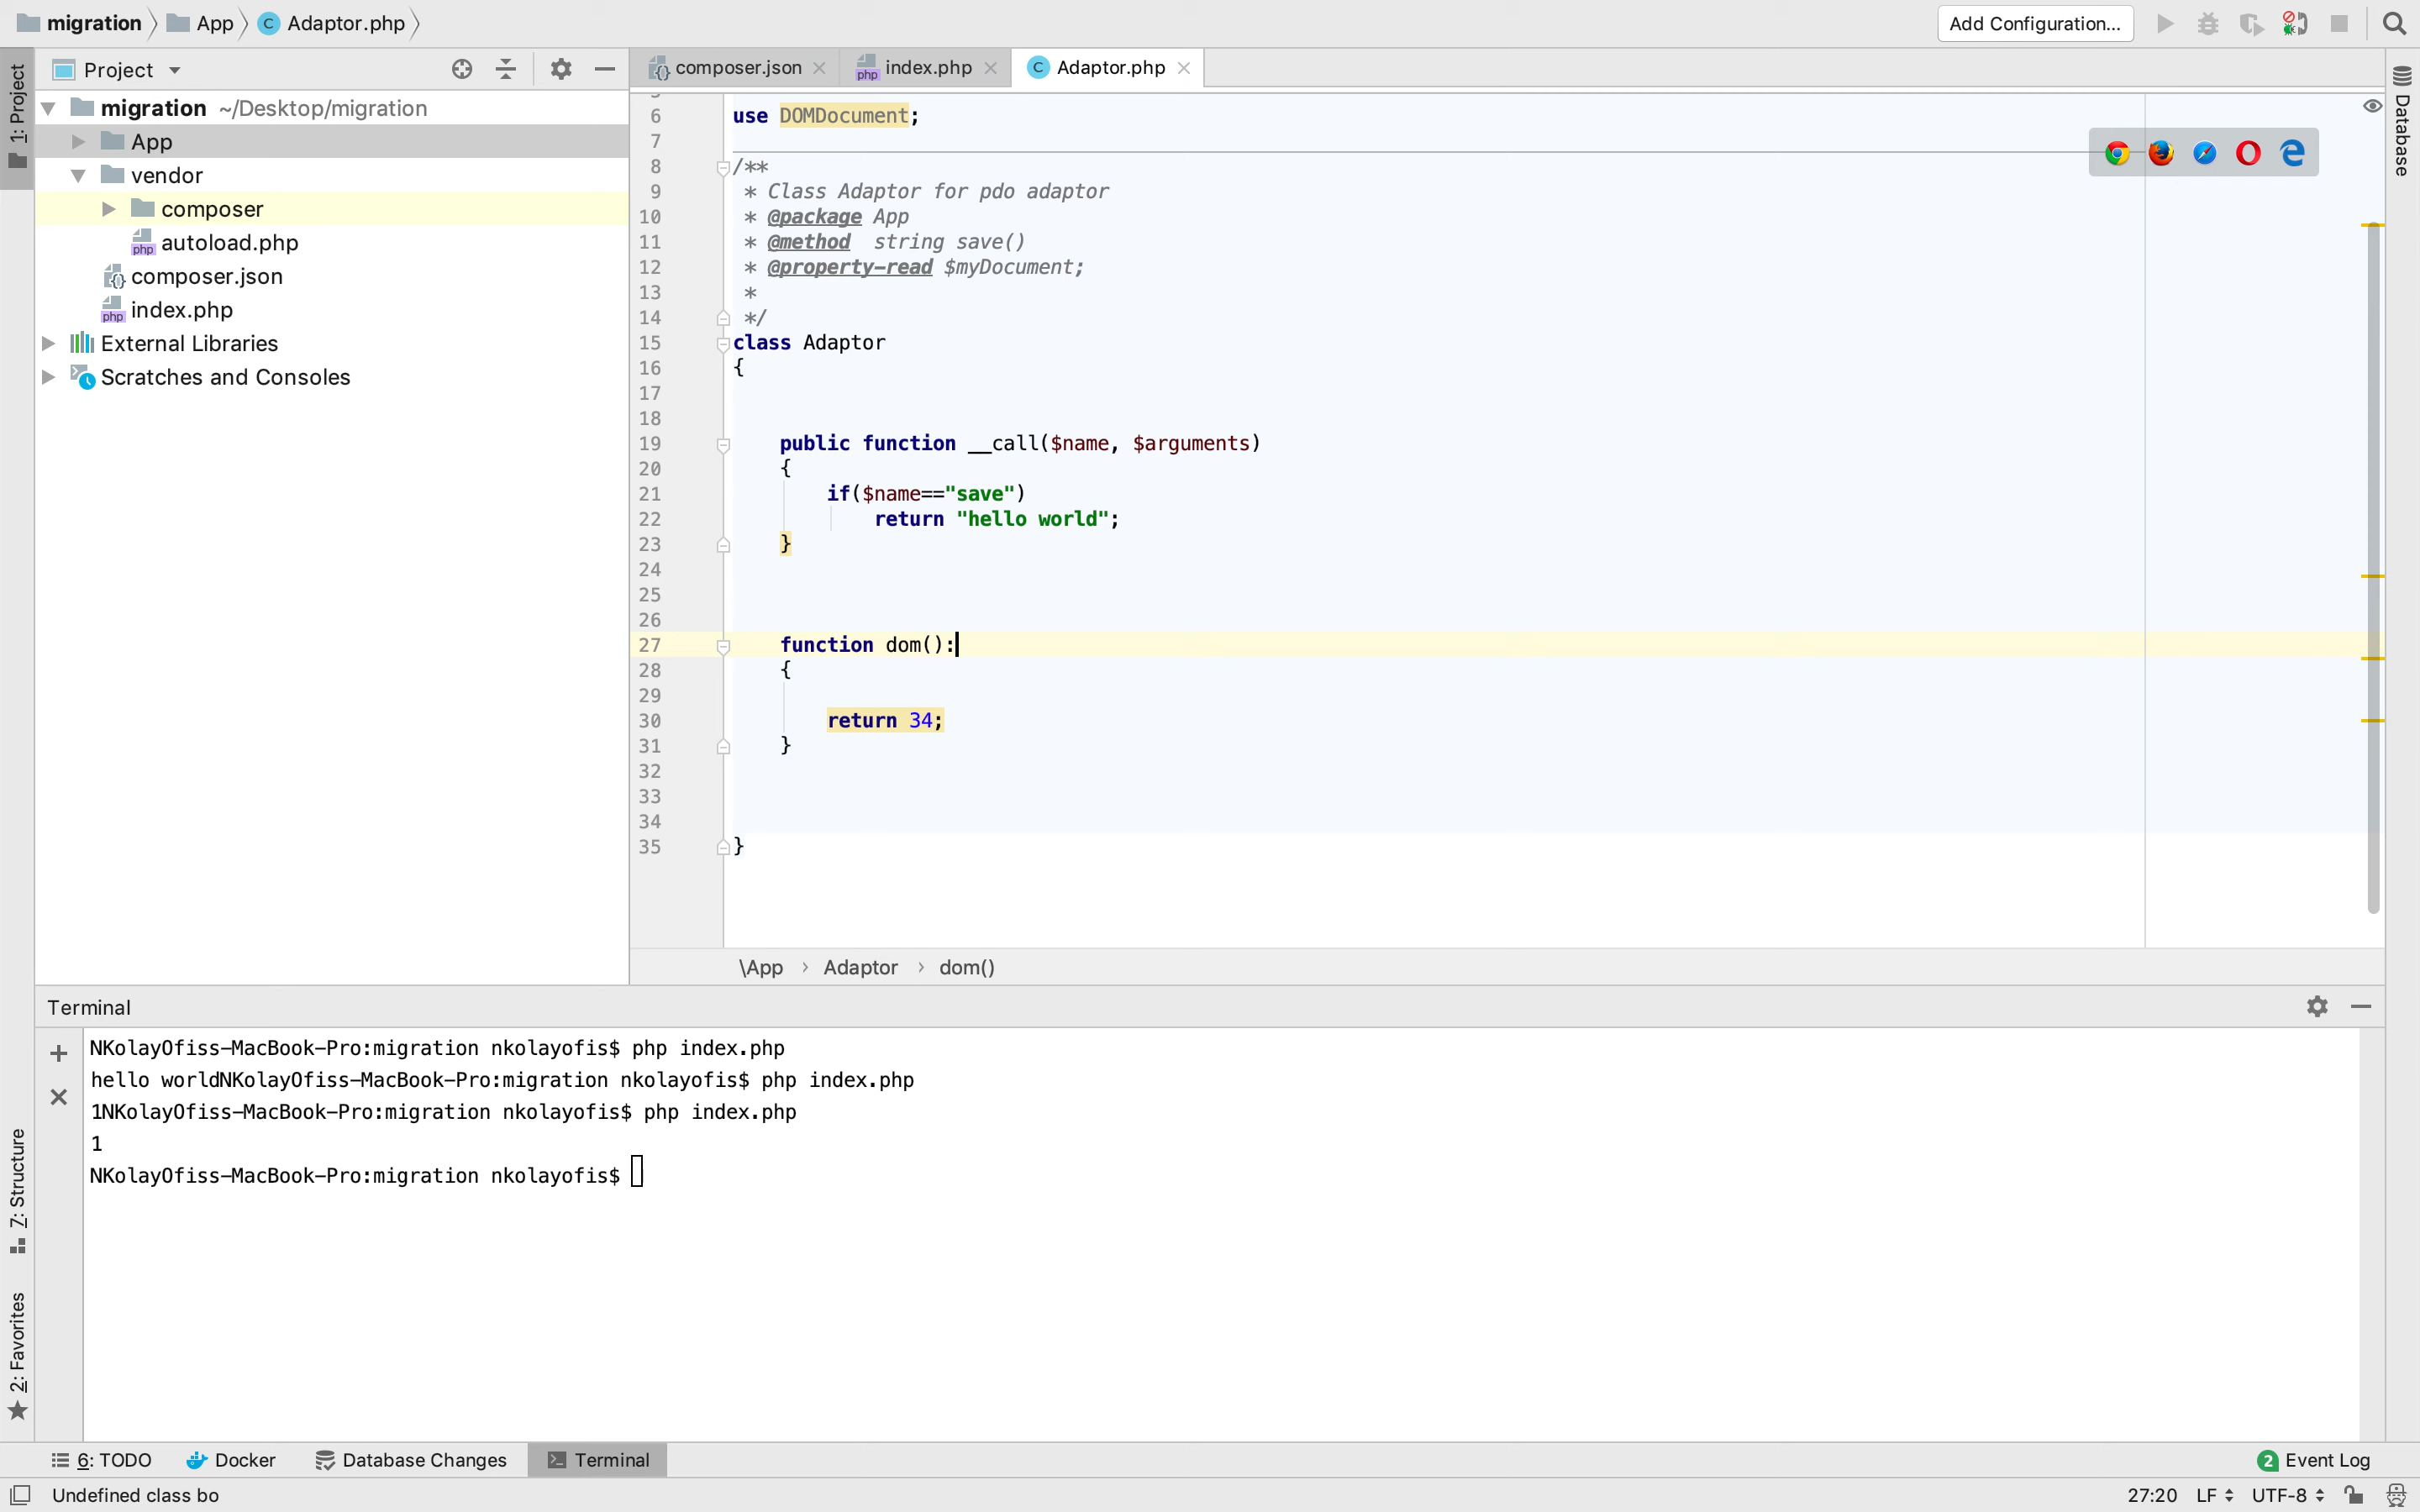 migration App Adaptor.php Add Configuration...
1: Project
Project
composer.json index.php Adaptor.php
Database
migration ~/Desktop/migration
App
vendor
composer
php autoload.php
composer.json
php index.php
External Libraries
Scratches and Consoles
6 use DOMDocument;
7
8 /**
9 * Class Adaptor for pdo adaptor
10 * @package App
11 * @method string save()
12 * @property-read $myDocument;
13 *
14 */
15 class Adaptor
16 {
17
18
19 public function __call($name, $arguments)
20 {
21 if($name=="save")
22 return "hello world";
23 }
24
25
26
27 function dom():
28 {
29
30 return 34;
31 }
32
33
34
35 }
\App › Adaptor › dom()
Terminal
NKolayOfiss-MacBook-Pro:migration nkolayofis$ php index.php
hello worldNKolayOfiss-MacBook-Pro:migration nkolayofis$ php index.php
1NKolayOfiss-MacBook-Pro:migration nkolayofis$ php index.php
1
NKolayOfiss-MacBook-Pro:migration nkolayofis$
7: Structure
2: Favorites
6: TODO Docker Database Changes Terminal 2 Event Log
Undefined class bo 27:20 LF UTF-8